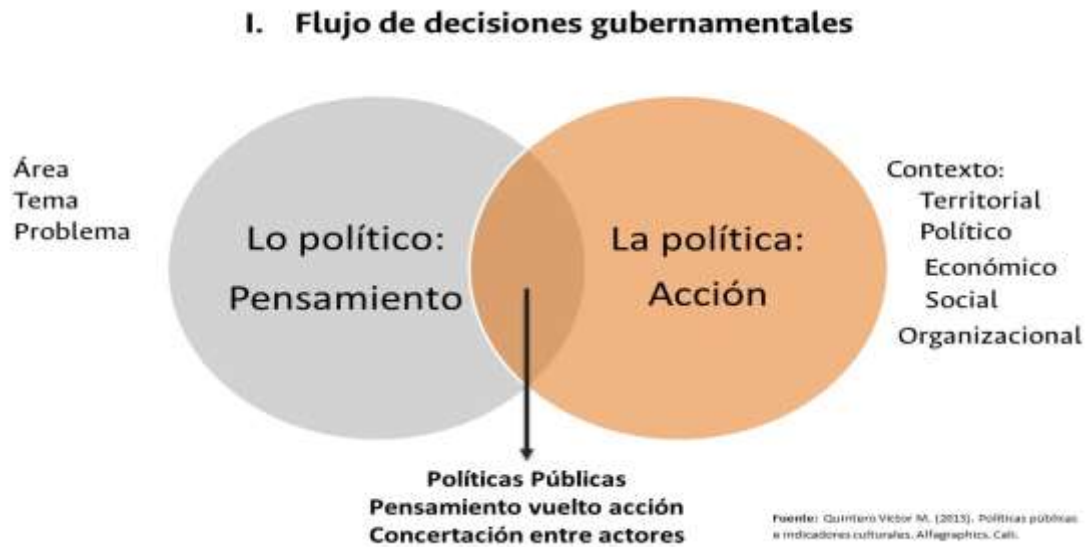 I. Flujo de decisiones gubernamentales
Área
Tema
Problema
Lo político:
Pensamiento
La política:
Acción
Contexto:
Territorial
Político
Económico
Social
Organizacional
Políticas Públicas
Pensamiento vuelto acción
Concertación entre actores
Fuente: Quintero Víctor M. (2013). Políticas públicas
e indicadores culturales. Alfagraphics. Cali.